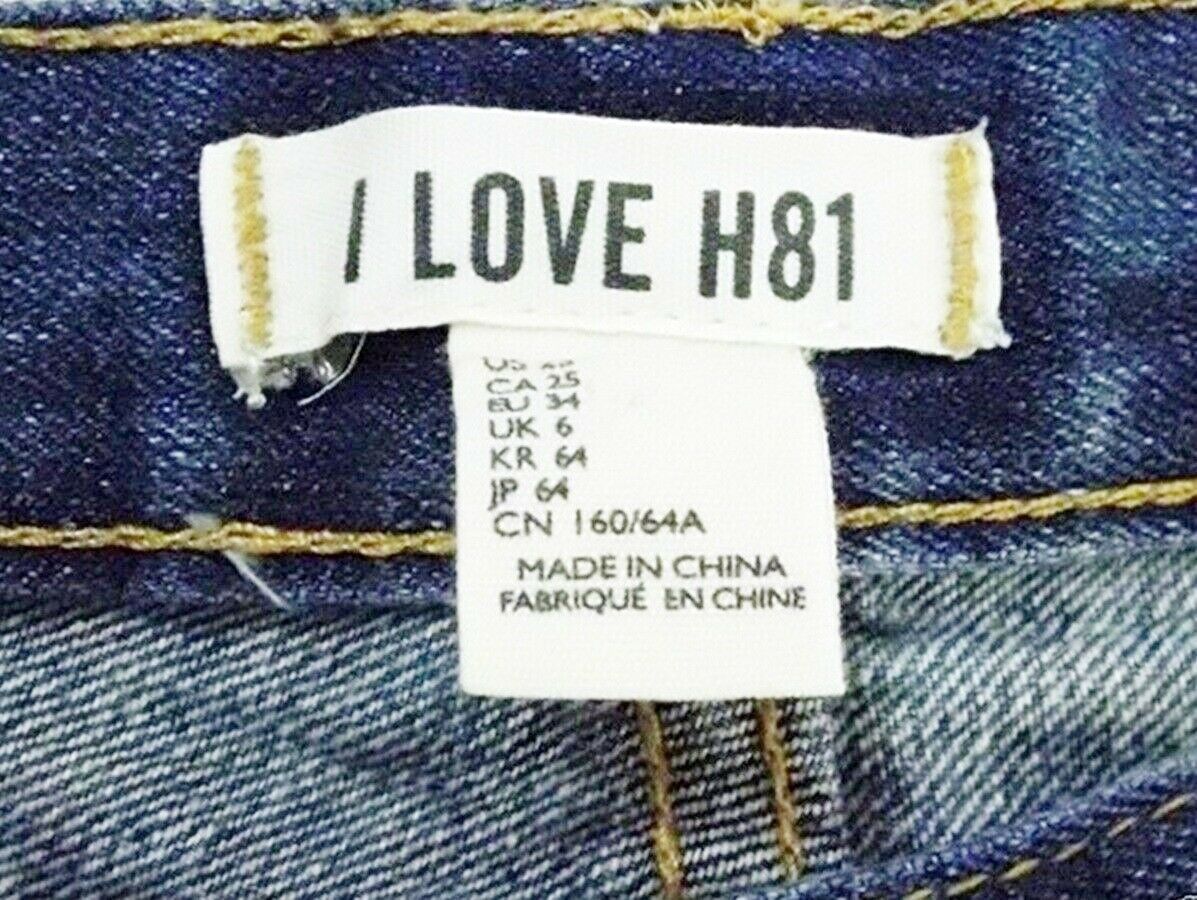 I LOVE H81
US
CA 25
EU 34
UK 6
KR 64
JP 64
CN 160/64A
MADE IN CHINA
FABRIQUÉ EN CHINE